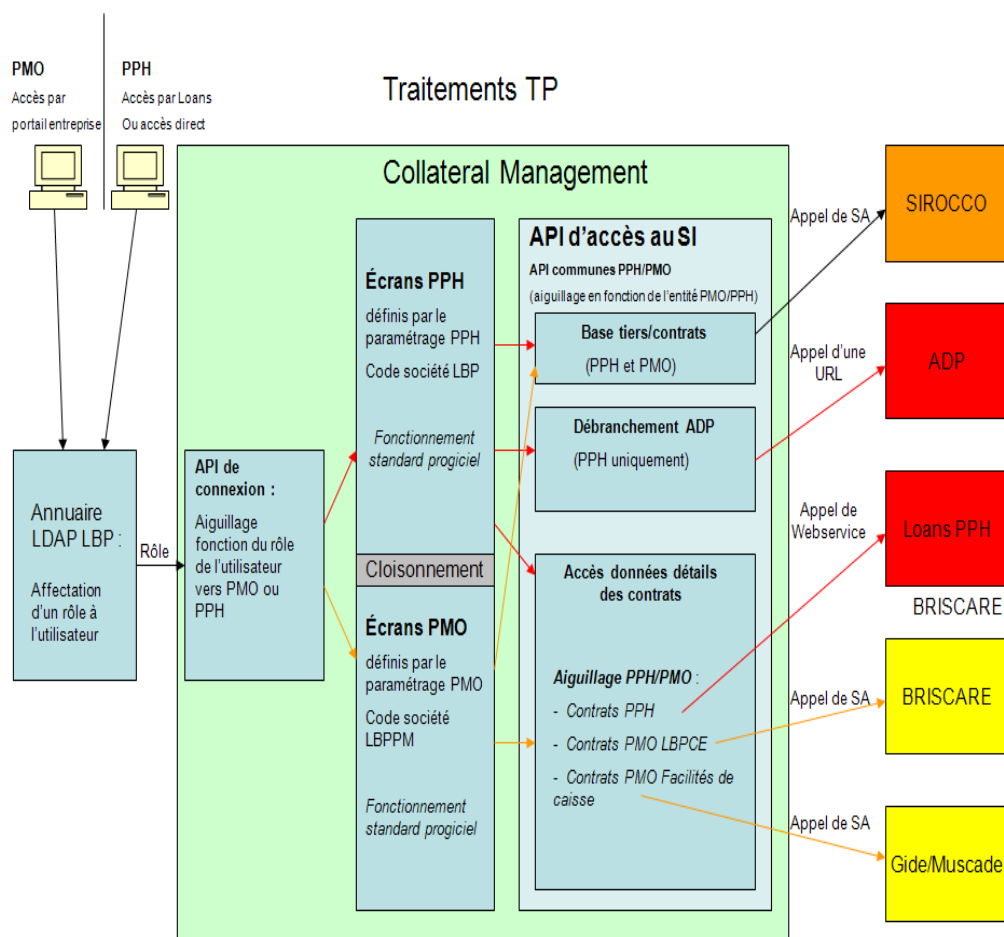 PMO
Accès par
portail entreprise
PPH
Accès par Loans
Ou accès direct
Traitements TP
Collateral Management
Annuaire
LDAP LBP :
Affectation
d'un rôle à
l'utilisateur
Rôle
API de
connexion :
Aiguillage
fonction du rôle
de l'utilisateur
vers PMO ou
PPH
Écrans PPH
définis par le
paramétrage PPH
Code société LBP
Fonctionnement
standard progiciel
Cloisonnement
Écrans PMO
définis par le
paramétrage PMO
Code société
LBPPM
Fonctionnement
standard progiciel
API d'accès au SI
API communes PPH/PMO
(aiguillage en fonction de l'entité PMO/PPH)
Base tiers/contrats
(PPH et PMO)
Débranchement ADP
(PPH uniquement)
Accès données détails
des contrats
Aiguillage PPH/PMO :
- Contrats PPH
- Contrats PMO LBPCE
- Contrats PMO Facilités de
caisse
Appel de SA
SIROCCO
Appel d'une
URL
ADP
Appel de
Webservice
Loans PPH
BRISCARE
Appel de SA
BRISCARE
Appel de SA
Gide/Muscade